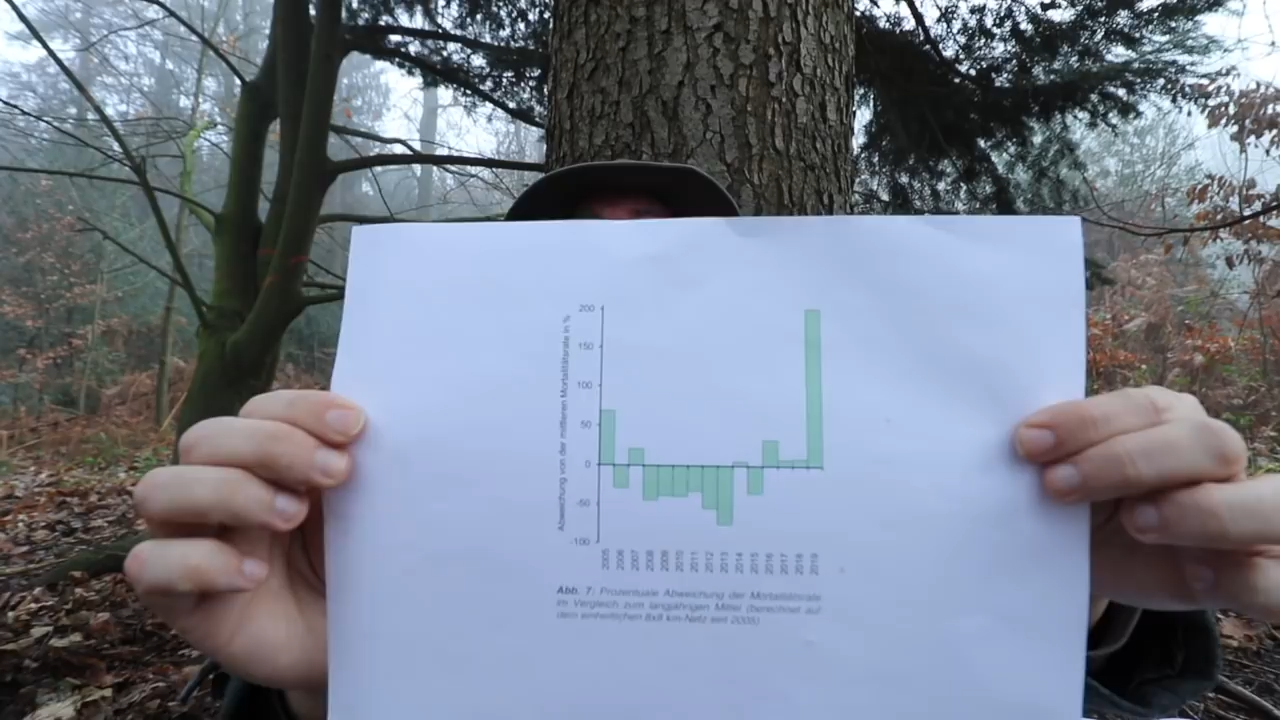 Abweichung von der mittleren Mortalitätsrate in %
200
150
100
50
0
-50
-100
2005 2006 2007 2008 2009 2010 2011 2012 2013 2014 2015 2016 2017 2018 2019
Abb. 7: Prozentuale Abweichung der Mortalitätsrate
im Vergleich zum langjährigen Mittel (berechnet auf
dem einheitlichen 8x8 km-Netz seit 2005)